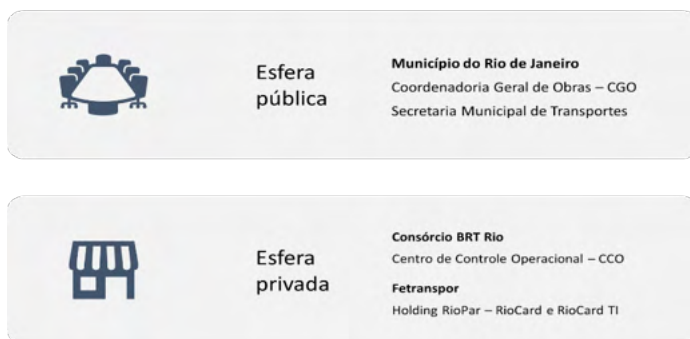 Esfera
pública
Município do Rio de Janeiro
Coordenadoria Geral de Obras – CGO
Secretaria Municipal de Transportes
Esfera
privada
Consórcio BRT Rio
Centro de Controle Operacional – CCO
Fetranspor
Holding RioPar – RioCard e RioCard TI